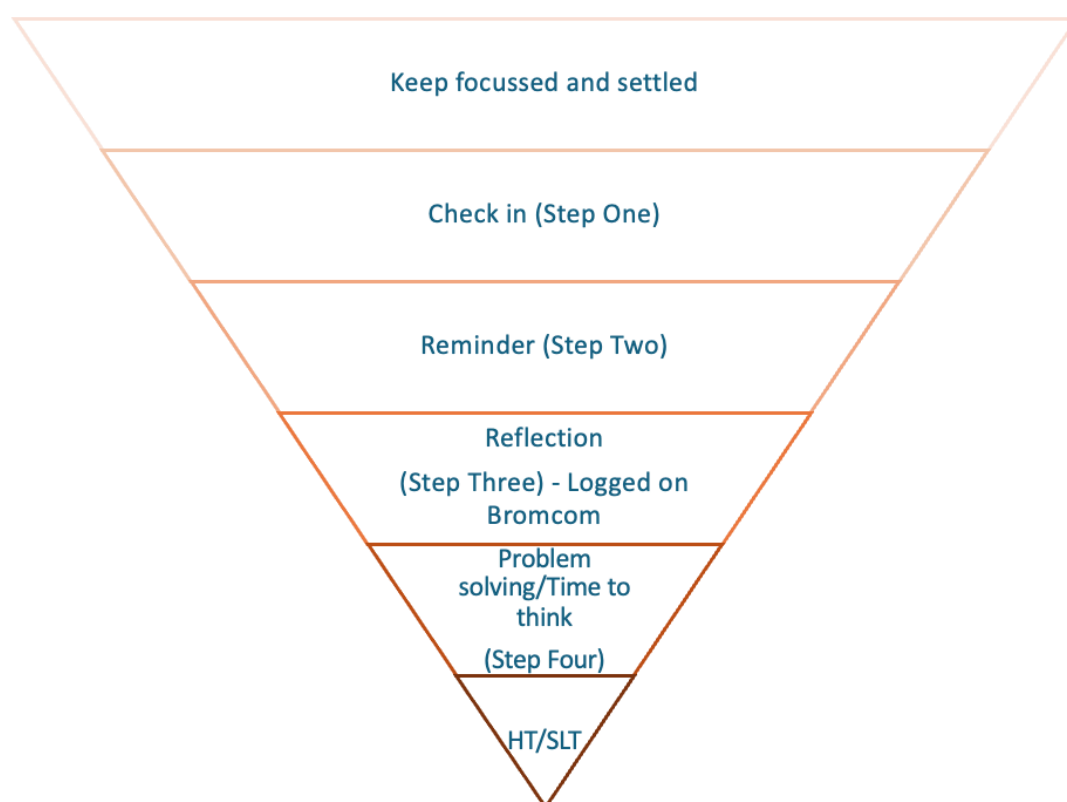 Keep focussed and settled
Check in (Step One)
Reminder (Step Two)
Reflection
(Step Three) - Logged on
Bromcom
Problem
solving/Time to
think
(Step Four)
HT/SLT